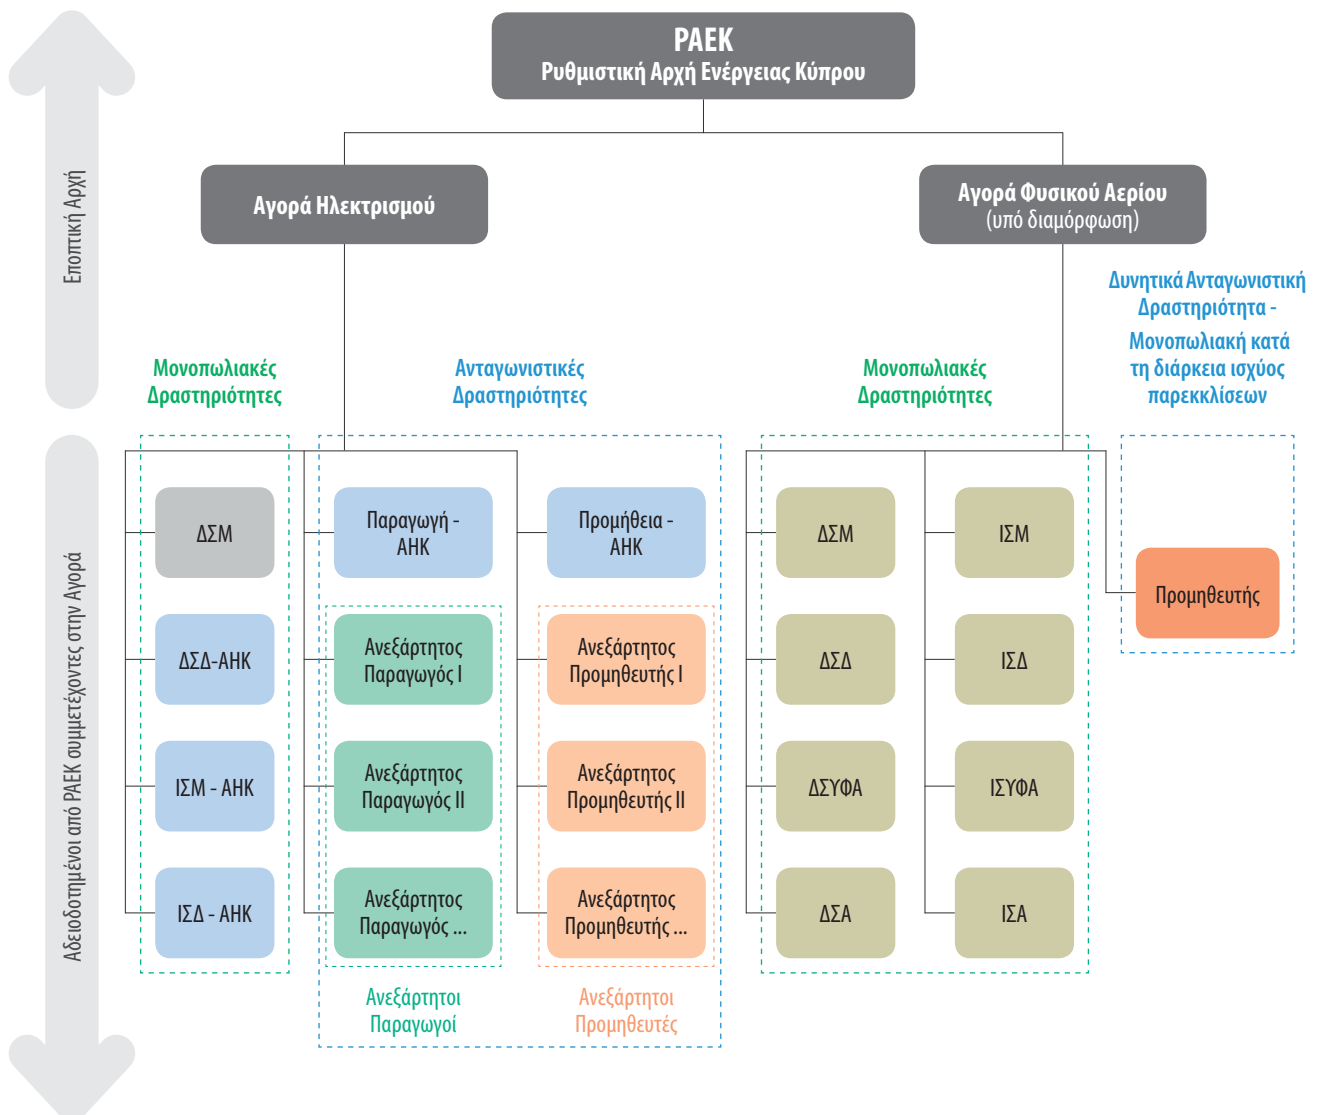 ΡΑΕΚ
Ρυθμιστική Αρχή Ενέργειας Κύπρου
Εποπτική Αρχή
Αγορά Ηλεκτρισμού
Αγορά Φυσικού Αερίου
(υπό διαμόρφωση)
Μονοπωλιακές
Δραστηριότητες
Ανταγωνιστικές
Δραστηριότητες
Μονοπωλιακές
Δραστηριότητες
Δυνητικά Ανταγωνιστική
Δραστηριότητα -
Μονοπωλιακή κατά
τη διάρκεια ισχύος
παρεκκλίσεων
Αδειοδοτημένοι από ΡΑΕΚ συμμετέχοντες στην Αγορά
ΔΣΜ
ΔΣΔ-ΑΗΚ
ΙΣΜ - ΑΗΚ
ΙΣΔ - ΑΗΚ
Παραγωγή -
ΑΗΚ
Ανεξάρτητος
Παραγωγός I
Ανεξάρτητος
Παραγωγός II
Ανεξάρτητος
Παραγωγός ...
Ανεξάρτητοι
Παραγωγοί
Προμήθεια -
ΑΗΚ
Ανεξάρτητος
Προμηθευτής I
Ανεξάρτητος
Προμηθευτής II
Ανεξάρτητος
Προμηθευτής ...
Ανεξάρτητοι
Προμηθευτές
ΔΣΜ
ΔΣΔ
ΔΣΥΦΑ
ΔΣΑ
ΙΣΜ
ΙΣΔ
ΙΣΥΦΑ
ΙΣΑ
Προμηθευτής